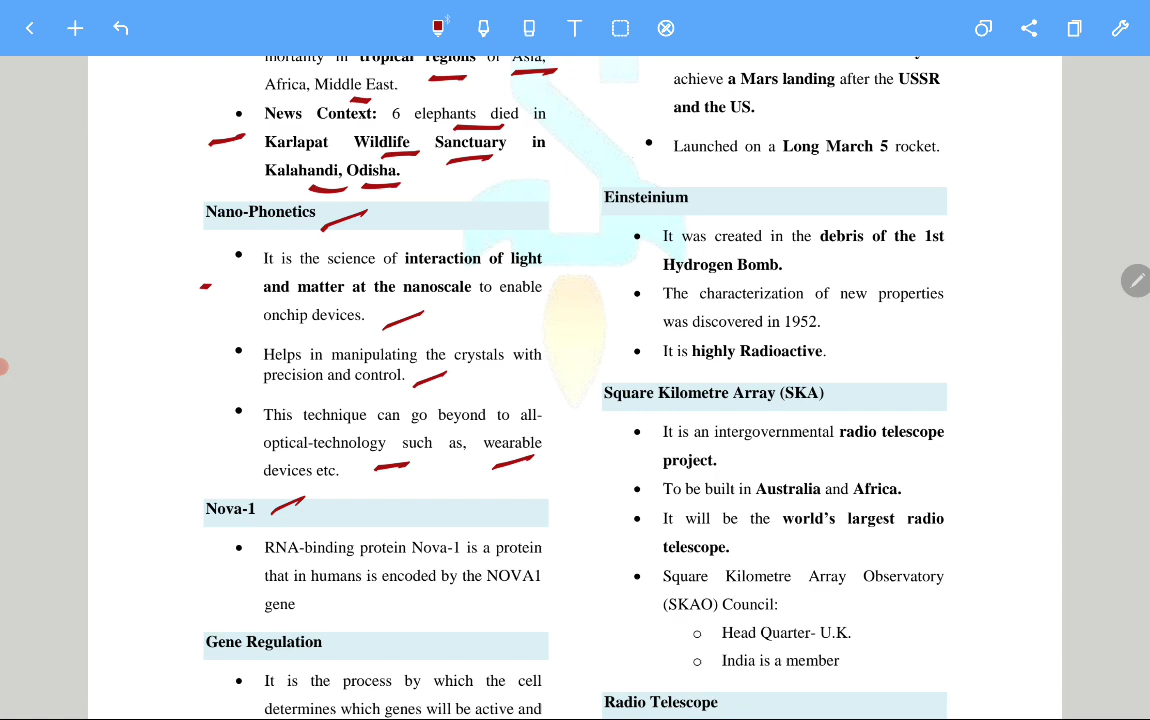 mortality in tropical regions of Asia,
Africa, Middle East.
News Context: 6 elephants died in
Karlapat Wildlife Sanctuary in
Kalahandi, Odisha.
Nano-Phonetics
It is the science of interaction of light
and matter at the nanoscale to enable
onchip devices.
Helps in manipulating the crystals with
precision and control.
This technique can go beyond to all-
optical-technology such as, wearable
devices etc.
Nova-1
RNA-binding protein Nova-1 is a protein
that in humans is encoded by the NOVA1
gene
Gene Regulation
It is the process by which the cell
determines which genes will be active and
achieve a Mars landing after the USSR
and the US.
Launched on a Long March 5 rocket.
Einsteinium
It was created in the debris of the 1st
Hydrogen Bomb.
The characterization of new properties
was discovered in 1952.
It is highly Radioactive.
Square Kilometre Array (SKA)
It is an intergovernmental radio telescope
project.
To be built in Australia and Africa.
It will be the world's largest radio
telescope.
Square Kilometre Array Observatory
(SKAO) Council:
Head Quarter- U.K.
India is a member
Radio Telescope